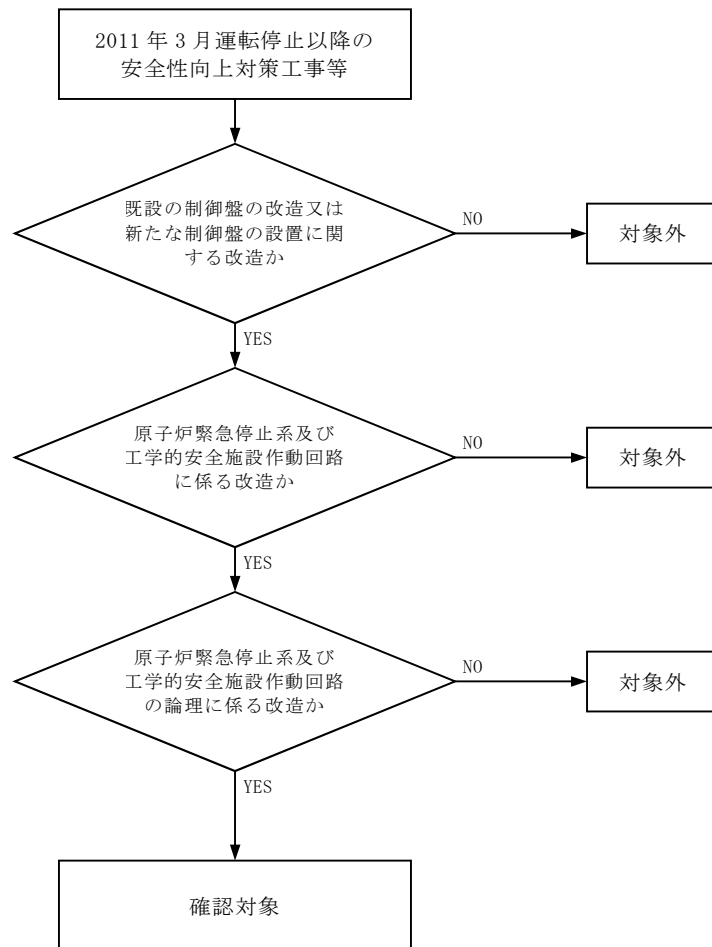 2011年3月運転停止以降の
安全性向上対策工事等
既設の制御盤の改造又は
新たな制御盤の設置に関
する改造か
NO
対象外
YES
原子炉緊急停止系及び
工学的安全施設作動回路
に係る改造か
NO
対象外
YES
原子炉緊急停止系及び
工学的安全施設作動回路
の論理に係る改造か
NO
対象外
YES
確認対象